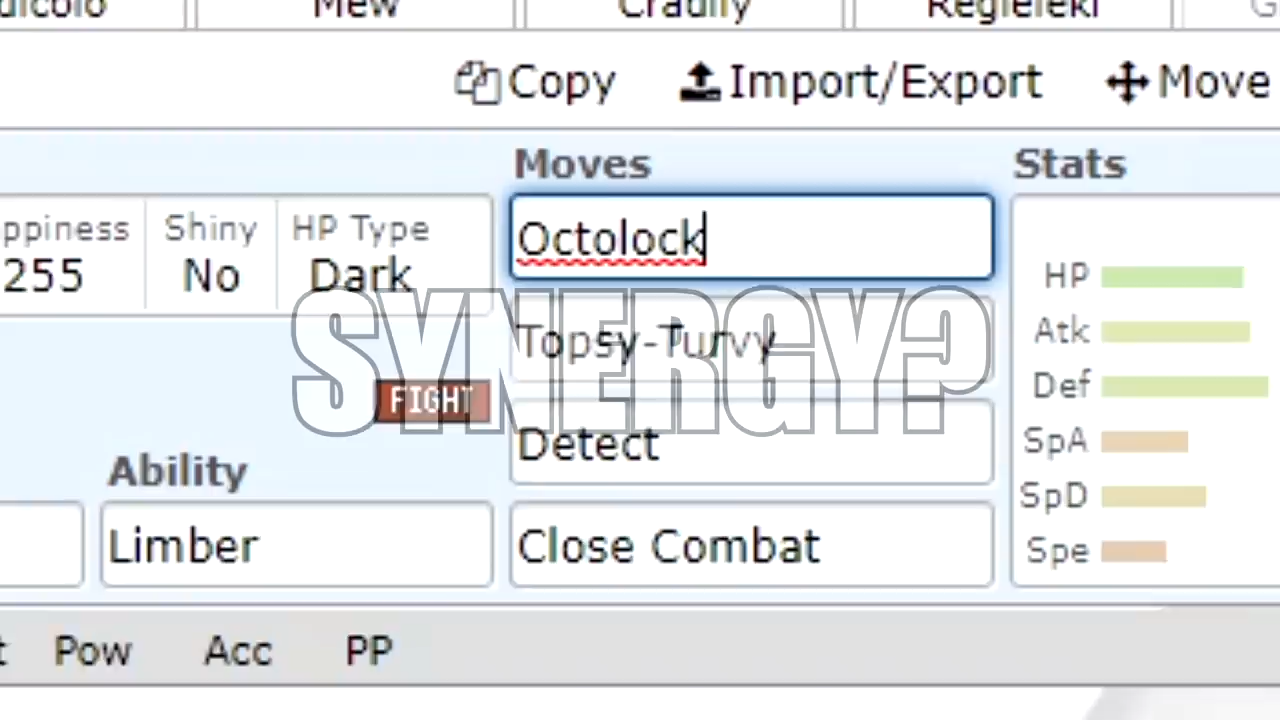 Mew Cradily Regieleki
Copy Import/Export Move
Moves Stats
ppiness Shiny HP Type
255 No Dark
Octolock
Topsy-Turvy
Detect
Close Combat
SYNERGY?
FIGHT
Ability
Limber
HP
Atk
Def
SpA
SpD
Spe
Pow Acc PP